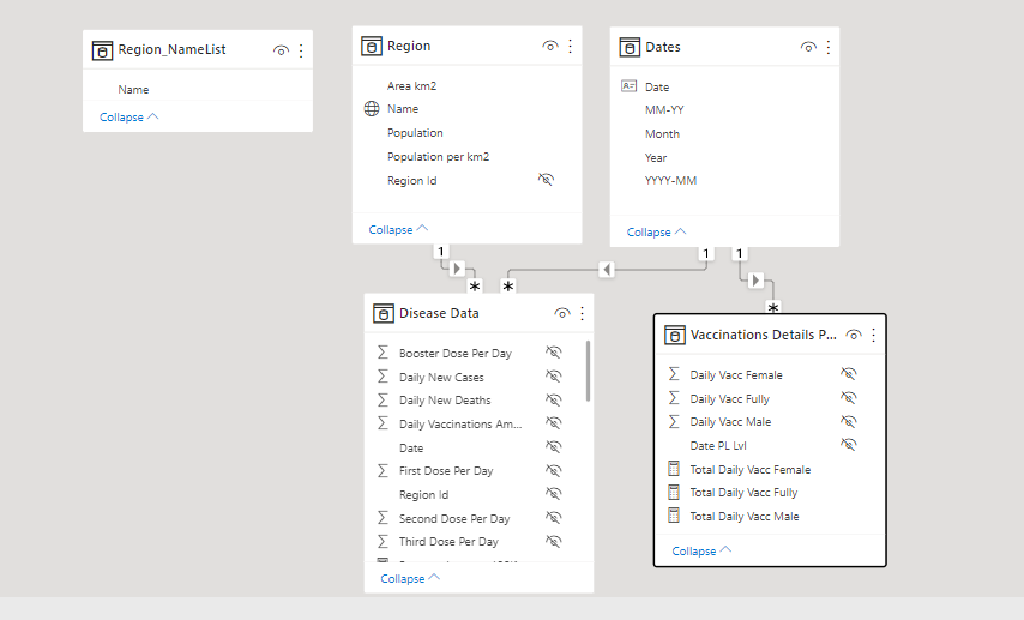 Region_NameList
Name
Collapse
Region
Area km2
Name
Population
Population per km2
Region Id
Collapse
Dates
Date
MM-YY
Month
Year
YYYY-MM
Collapse
1
1
1
*
*
*
Disease Data
Booster Dose Per Day
Daily New Cases
Daily New Deaths
Daily Vaccinations Am...
Date
First Dose Per Day
Region Id
Second Dose Per Day
Third Dose Per Day
Collapse
Vaccinations Details P...
Daily Vacc Female
Daily Vacc Fully
Daily Vacc Male
Date PL Lvl
Total Daily Vacc Female
Total Daily Vacc Fully
Total Daily Vacc Male
Collapse